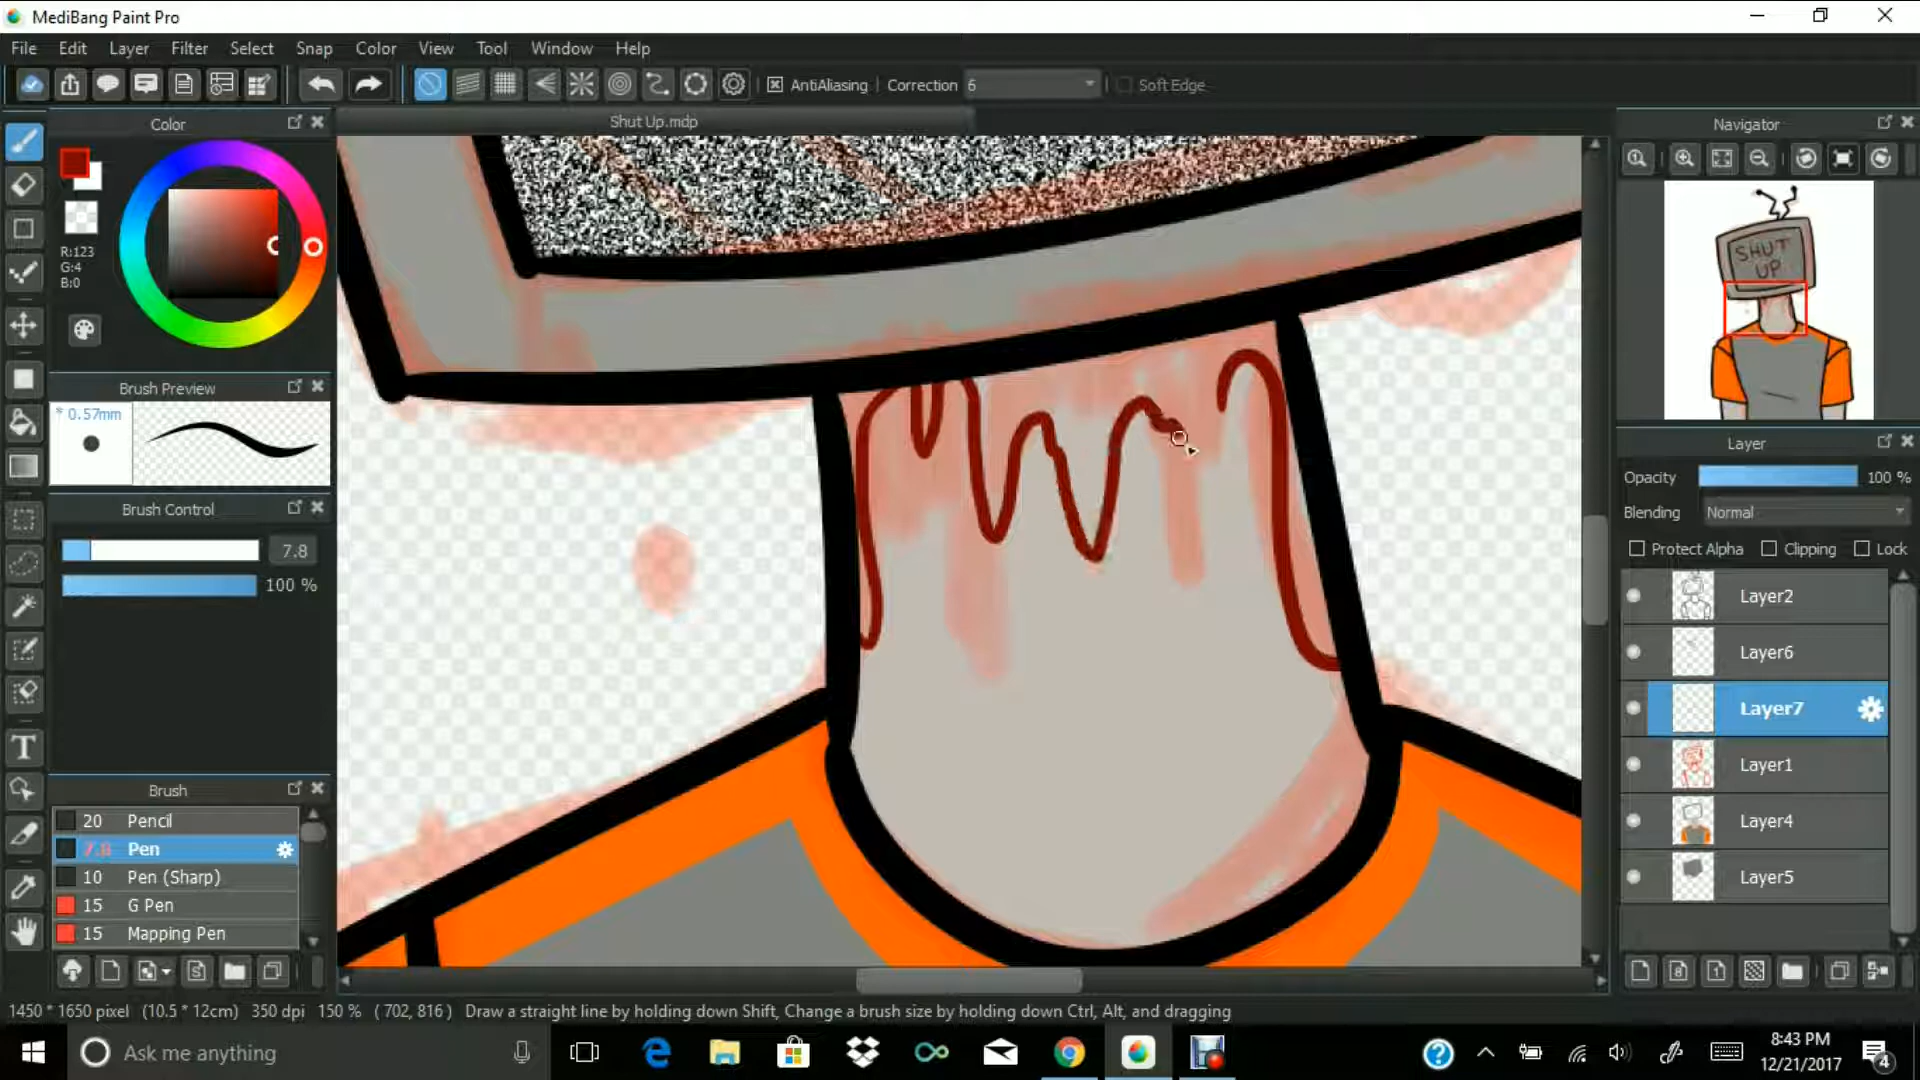 MediBang Paint Pro
File Edit Layer Filter Select Snap Color View Tool Window Help
AntiAliasing Correction 6 Soft Edge
Color
Shut Up.mdp
Navigator
R:123
G:4
B:0
SHUT
UP
Brush Preview
* 0.57mm
Brush Control
7.8
100 %
Layer
Opacity 100 %
Blending Normal
Protect Alpha Clipping Lock
Layer2
Layer6
Layer7
Layer1
Layer4
Layer5
Brush
20 Pencil
7.8 Pen
10 Pen (Sharp)
15 G Pen
15 Mapping Pen
1450 * 1650 pixel (10.5 * 12cm) 350 dpi 150 % ( 702, 816 ) Draw a straight line by holding down Shift, Change a brush size by holding down Ctrl, Alt, and dragging
Ask me anything
8:43 PM
12/21/2017
4